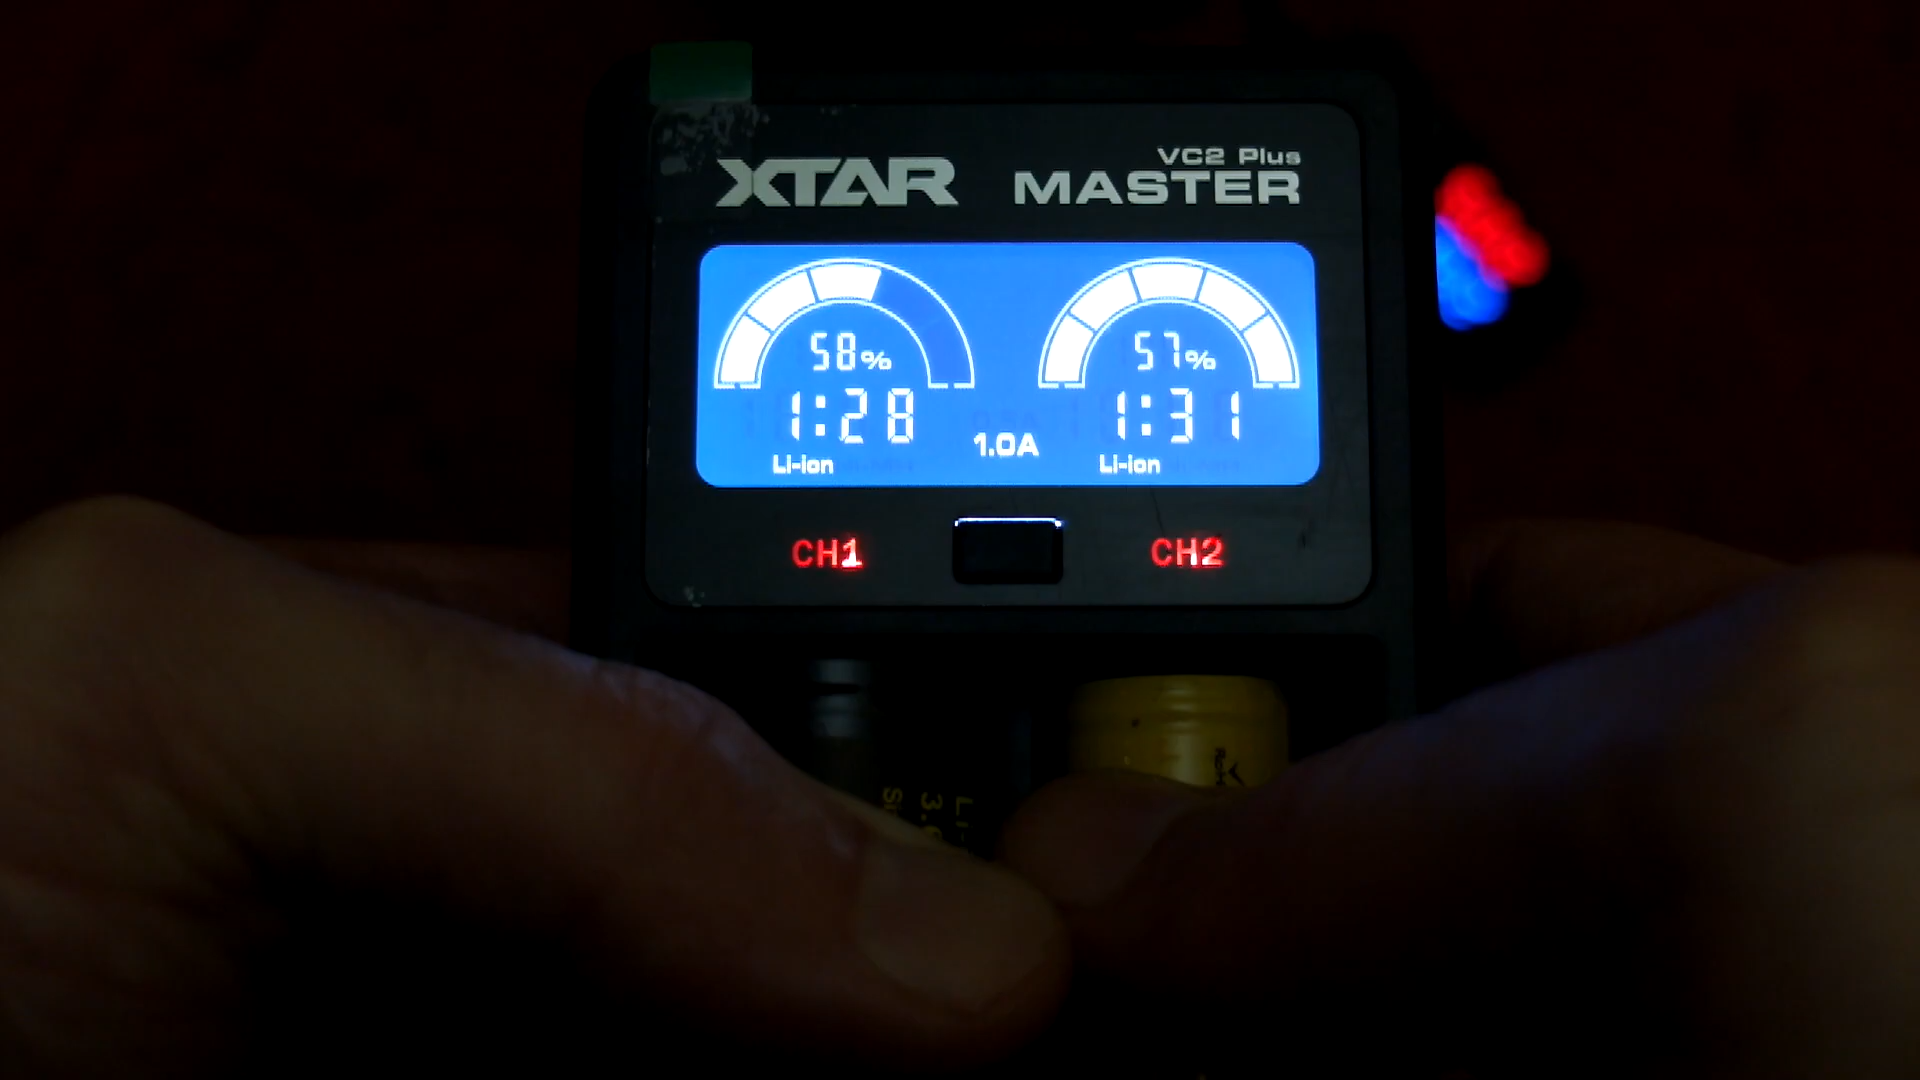 XTAR
VC2 Plus
MASTER
58%
57%
1:28
1.0A
1:31
Li-ion
Li-ion
CH1
CH2